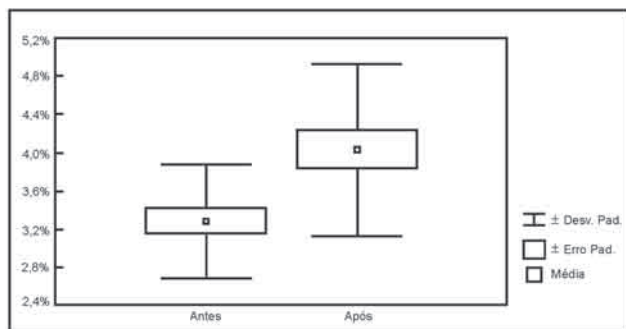 5,2%
4,8%
4,4%
4,0%
3,6%
3,2%
2,8%
2,4%
Antes
Após
± Desv. Pad.
± Erro Pad.
Média